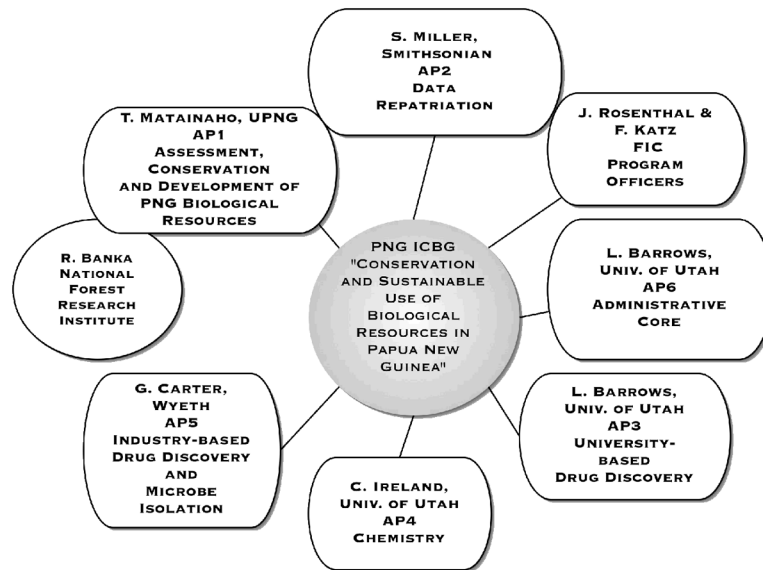 S. Miller,
Smithsonian
AP2
Data
Repatriation
T. Matainaho, UPNG
AP1
Assessment,
Conservation
and Development of
PNG Biological
Resources
J. Rosenthal &
F. Katz
FIC
Program
Officers
R. Banka
National
Forest
Research
Institute
PNG ICBG
"Conservation
and Sustainable
Use of
Biological
Resources in
Papua New
Guinea"
L. Barrows,
Univ. of Utah
AP6
Administrative
Core
G. Carter,
Wyeth
AP5
Industry-based
Drug Discovery
and
Microbe
Isolation
C. Ireland,
Univ. of Utah
AP4
Chemistry
L. Barrows,
Univ. of Utah
AP3
University-
based
Drug Discovery